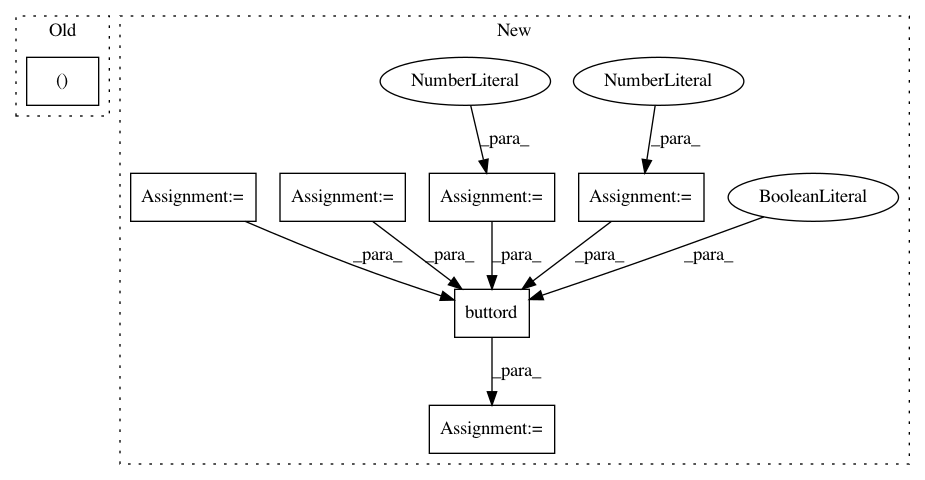 Old
New
()
NumberLiteral
NumberLiteral
_para_
_para_
Assignment:=
Assignment:=
Assignment:=
Assignment:=
BooleanLiteral
_para_
_para_
_para_
_para_
_para_
buttord
_para_
Assignment:=